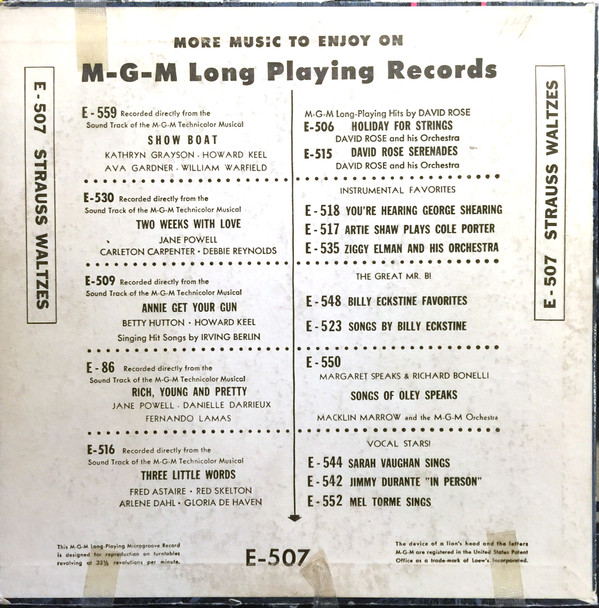 MORE MUSIC TO ENJOY ON
M-G-M Long Playing Records
E-507 STRAUSS WALTZES
E-559 Recorded directly from the
Sound Track of the M-G-M Technicolor Musical
SHOW BOAT
KATHRYN GRAYSON · HOWARD KEEL
AVA GARDNER · WILLIAM WARFIELD
E-530 Recorded directly from the
Sound Track of the M-G-M Technicolor Musical
TWO WEEKS WITH LOVE
JANE POWELL
CARLETON CARPENTER · DEBBIE REYNOLDS
E-509 Recorded directly from the
Sound Track of the M-G-M Technicolor Musical
ANNIE GET YOUR GUN
BETTY HUTTON · HOWARD KEEL
Singing Hit Songs by IRVING BERLIN
E-86 Recorded directly from the
Sound Track of the M-G-M Technicolor Musical
RICH, YOUNG AND PRETTY
JANE POWELL · DANIELLE DARRIEUX
FERNANDO LAMAS
E-516 Recorded directly from the
Sound Track of the M-G-M Technicolor Musical
THREE LITTLE WORDS
FRED ASTAIRE · RED SKELTON
ARLENE DAHL · GLORIA DE HAVEN
M-G-M Long-Playing Hits by DAVID ROSE
E-506 HOLIDAY FOR STRINGS
DAVID ROSE and his Orchestra
E-515 DAVID ROSE SERENADES
DAVID ROSE and his Orchestra
INSTRUMENTAL FAVORITES
E-518 YOU'RE HEARING GEORGE SHEARING
E-517 ARTIE SHAW PLAYS COLE PORTER
E-535 ZIGGY ELMAN AND HIS ORCHESTRA
THE GREAT MR. B!
E-548 BILLY ECKSTINE FAVORITES
E-523 SONGS BY BILLY ECKSTINE
E-550
MARGARET SPEAKS & RICHARD BONELLI
SONGS OF OLEY SPEAKS
MACKLIN MARROW and the M-G-M Orchestra
VOCAL STARS!
E-544 SARAH VAUGHAN SINGS
E-542 JIMMY DURANTE "IN PERSON"
E-552 MEL TORME SINGS
E-507 STRAUSS WALTZES
This M-G-M Long Playing Microgroove Record
is designed for reproduction on turntables
revolving at 33⅓ revolutions per minute.
E-507
The device of a lion's head and the letters
M-G-M are registered in the United States Patent
Office as a trade-mark of Loew's, Incorporated.